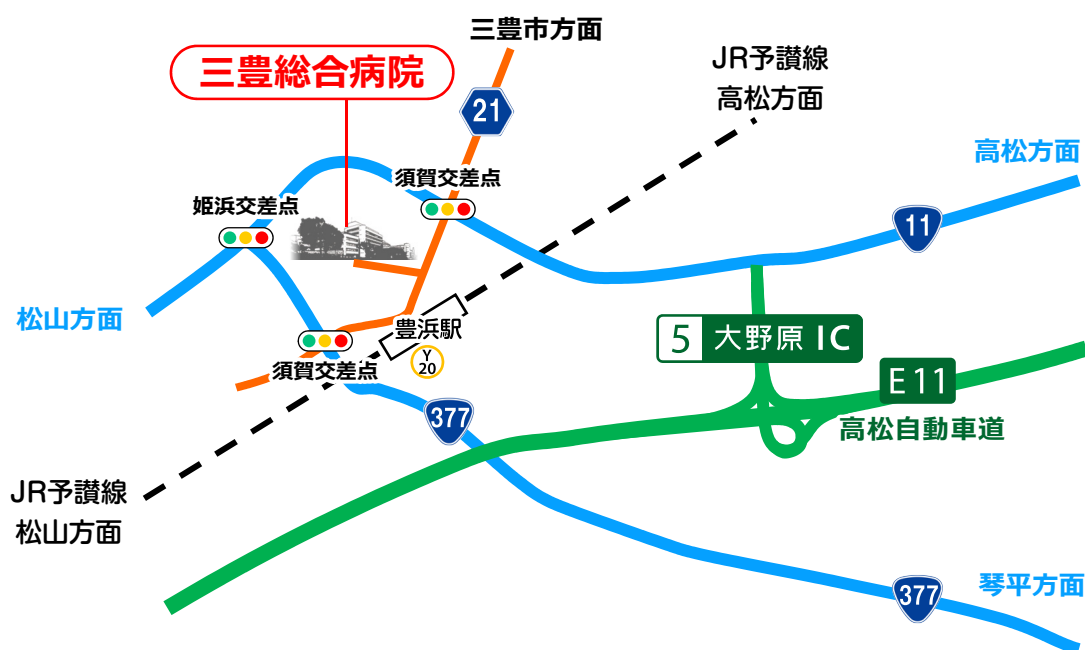 三豊市方面
三豊総合病院
JR予讃線
高松方面
21
高松方面
須賀交差点
姫浜交差点
11
松山方面
豊浜駅
Y
20
5 大野原 IC
須賀交差点
E11
377
高松自動車道
JR予讃線
松山方面
琴平方面
377